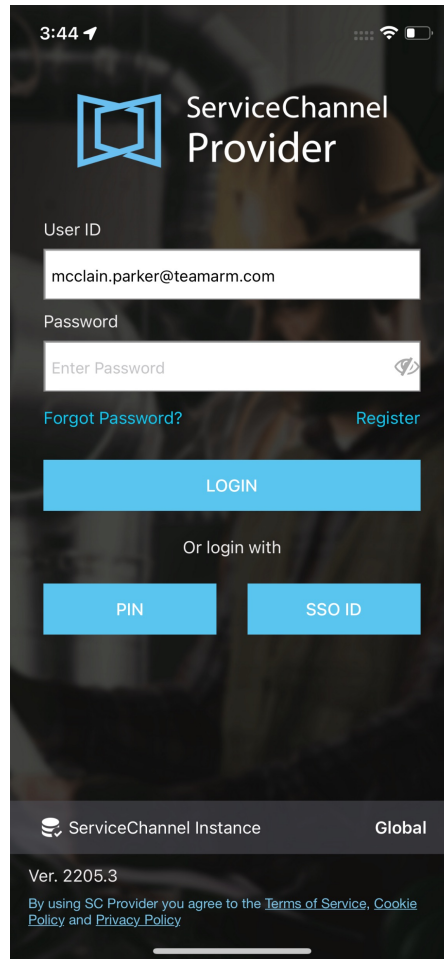 3:44
ServiceChannel
Provider
User ID
mcclain.parker@teamarm.com
Password
Enter Password
Forgot Password? Register
LOGIN
Or login with
PIN SSO ID
ServiceChannel Instance Global
Ver. 2205.3
By using SC Provider you agree to the Terms of Service, Cookie
Policy and Privacy Policy